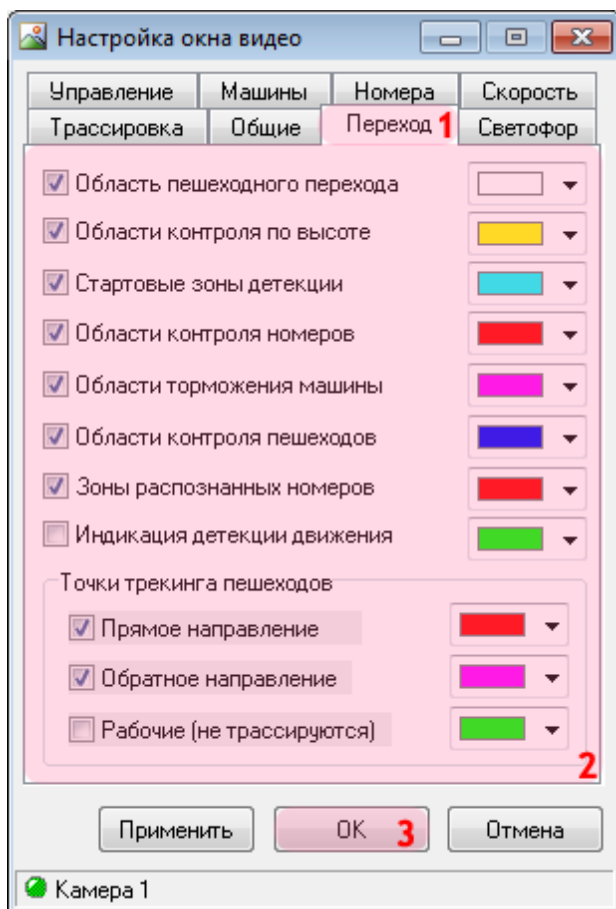 Настройка окна видео
Управление Машины Номера Скорость
Трассировка Общие Переход 1 Светофор
Область пешеходного перехода
Области контроля по высоте
Стартовые зоны детекции
Области контроля номеров
Области торможения машины
Области контроля пешеходов
Зоны распознанных номеров
Индикация детекции движения
Точки трекинга пешеходов
Прямое направление
Обратное направление
Рабочие (не трассируются)
2
Применить ОК 3 Отмена
Камера 1